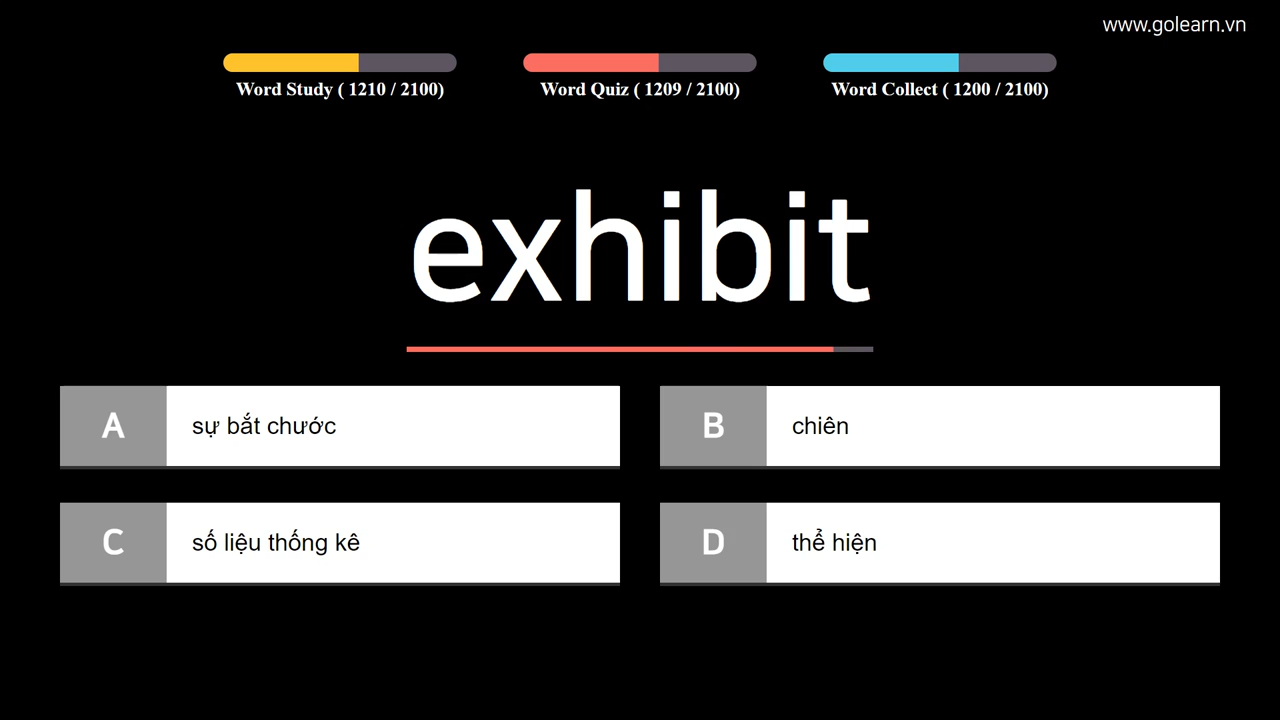 www.golearn.vn
Word Study ( 1210 / 2100)
Word Quiz ( 1209 / 2100)
Word Collect ( 1200 / 2100)
exhibit
A sự bắt chước
B chiên
C số liệu thống kê
D thể hiện